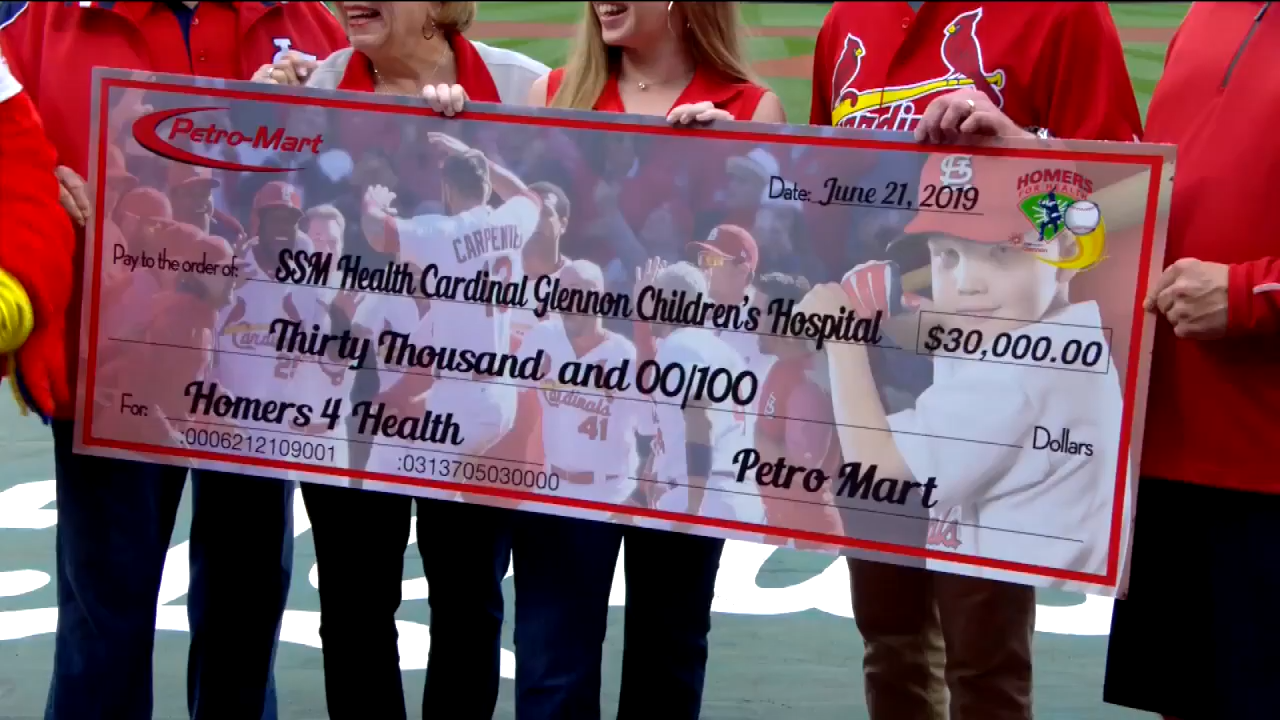 Petro-Mart
Date: June 21, 2019
HOMERS
FOR HEALTH
Pay to the order of: SSM Health Cardinal Glennon Children's Hospital $30,000.00
Thirty Thousand and 00/100 Dollars
For: Homers 4 Health
:0006212109001 :0313705030000
Petro Mart
CARPENTER
13
Cardinals
41